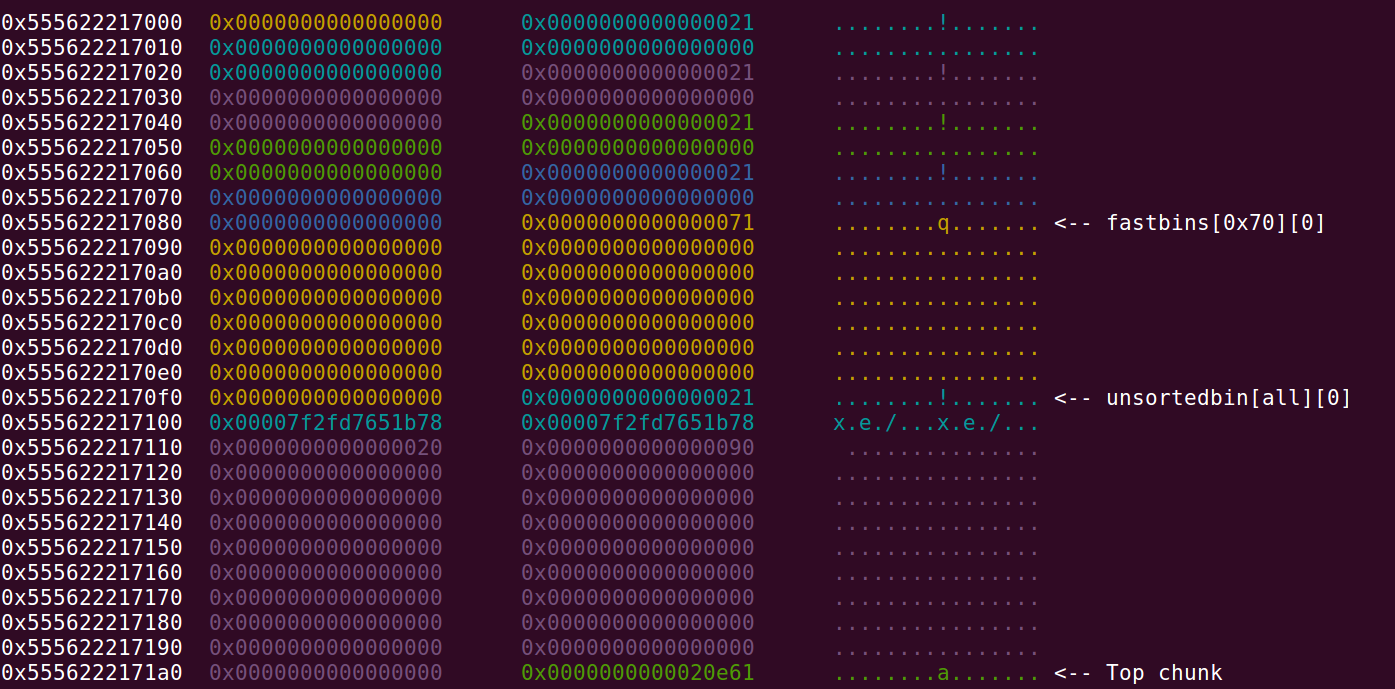 0x555622217000 0x0000000000000000 0x0000000000000021 ........!.......
0x555622217010 0x0000000000000000 0x0000000000000000 ................
0x555622217020 0x0000000000000000 0x0000000000000021 ........!.......
0x555622217030 0x0000000000000000 0x0000000000000000 ................
0x555622217040 0x0000000000000000 0x0000000000000021 ........!.......
0x555622217050 0x0000000000000000 0x0000000000000000 ................
0x555622217060 0x0000000000000000 0x0000000000000021 ........!.......
0x555622217070 0x0000000000000000 0x0000000000000000 ................
0x555622217080 0x0000000000000000 0x0000000000000071 ........q....... <-- fastbins[0x70][0]
0x555622217090 0x0000000000000000 0x0000000000000000 ................
0x5556222170a0 0x0000000000000000 0x0000000000000000 ................
0x5556222170b0 0x0000000000000000 0x0000000000000000 ................
0x5556222170c0 0x0000000000000000 0x0000000000000000 ................
0x5556222170d0 0x0000000000000000 0x0000000000000000 ................
0x5556222170e0 0x0000000000000000 0x0000000000000000 ................
0x5556222170f0 0x0000000000000000 0x0000000000000021 ........!....... <-- unsortedbin[all][0]
0x555622217100 0x00007f2fd7651b78 0x00007f2fd7651b78 x.e./...x.e./...
0x555622217110 0x0000000000000020 0x0000000000000090  ...............
0x555622217120 0x0000000000000000 0x0000000000000000 ................
0x555622217130 0x0000000000000000 0x0000000000000000 ................
0x555622217140 0x0000000000000000 0x0000000000000000 ................
0x555622217150 0x0000000000000000 0x0000000000000000 ................
0x555622217160 0x0000000000000000 0x0000000000000000 ................
0x555622217170 0x0000000000000000 0x0000000000000000 ................
0x555622217180 0x0000000000000000 0x0000000000000000 ................
0x555622217190 0x0000000000000000 0x0000000000000000 ................
0x5556222171a0 0x0000000000000000 0x0000000000020e61 ........a....... <-- Top chunk